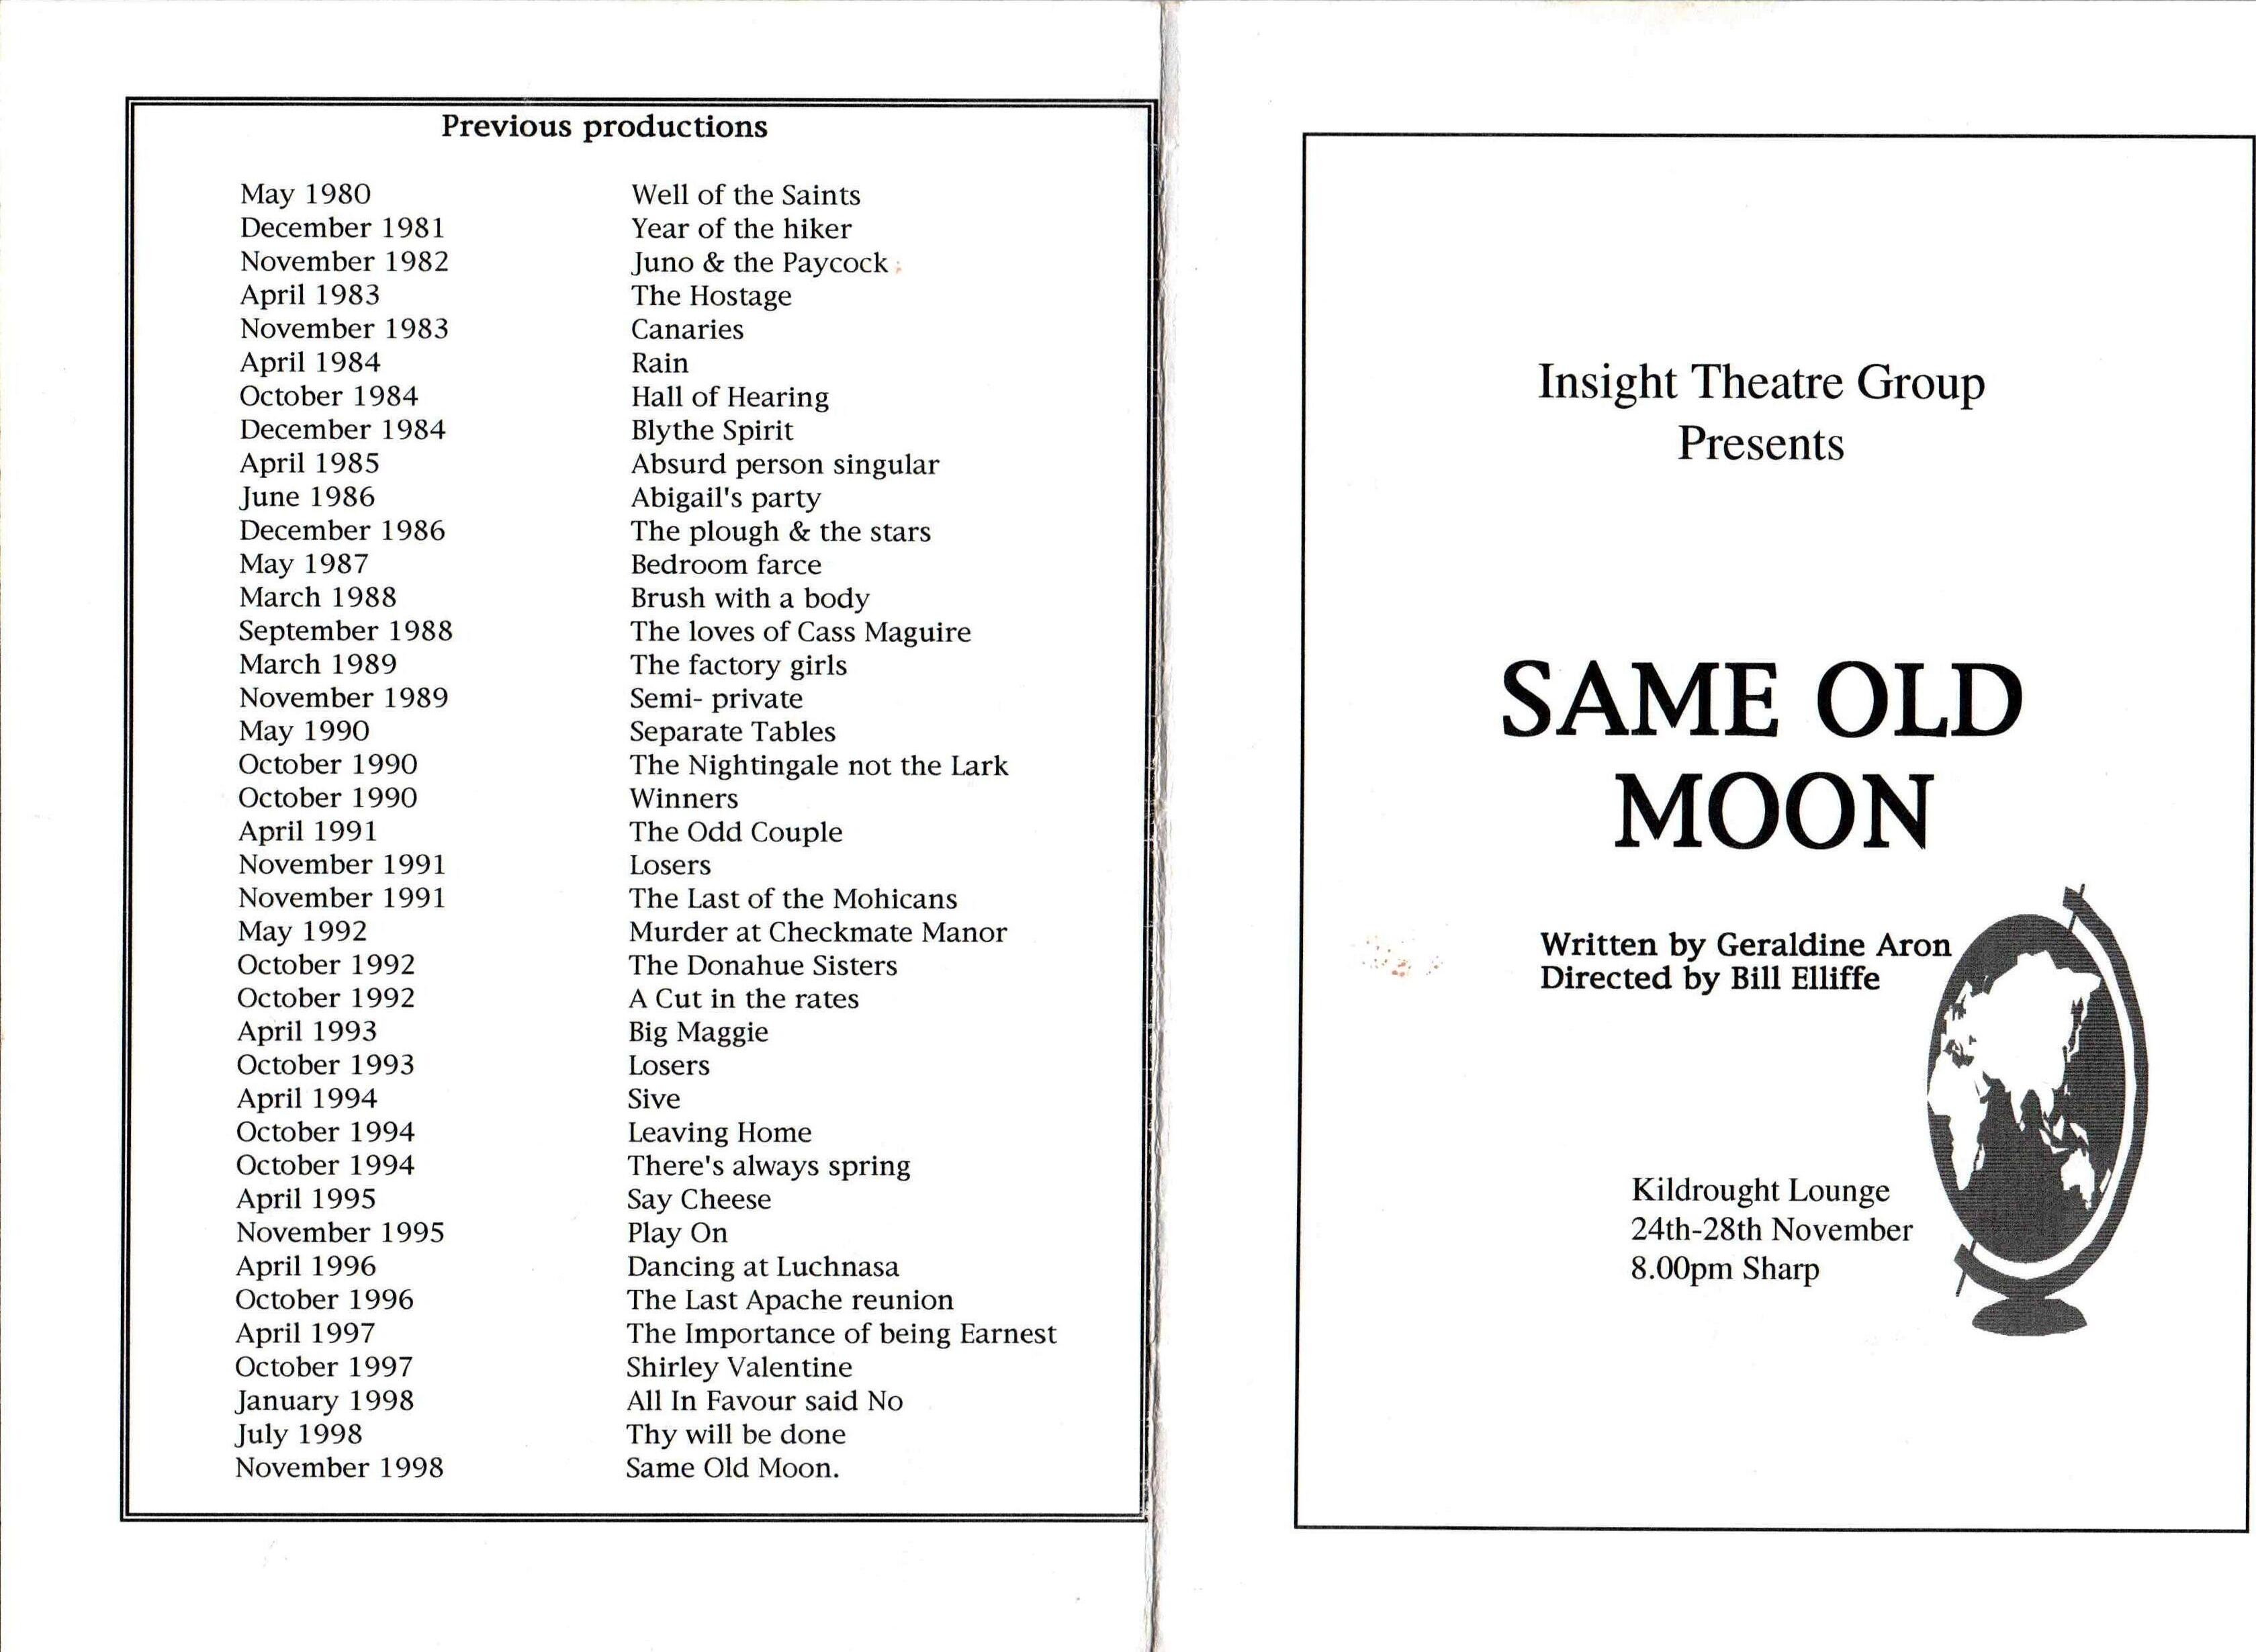 Previous productions
May 1980 Well of the Saints
December 1981 Year of the hiker
November 1982 Juno & the Paycock
April 1983 The Hostage
November 1983 Canaries
April 1984 Rain
October 1984 Hall of Hearing
December 1984 Blythe Spirit
April 1985 Absurd person singular
June 1986 Abigail's party
December 1986 The plough & the stars
May 1987 Bedroom farce
March 1988 Brush with a body
September 1988 The loves of Cass Maguire
March 1989 The factory girls
November 1989 Semi- private
May 1990 Separate Tables
October 1990 The Nightingale not the Lark
October 1990 Winners
April 1991 The Odd Couple
November 1991 Losers
November 1991 The Last of the Mohicans
May 1992 Murder at Checkmate Manor
October 1992 The Donahue Sisters
October 1992 A Cut in the rates
April 1993 Big Maggie
October 1993 Losers
April 1994 Sive
October 1994 Leaving Home
October 1994 There's always spring
April 1995 Say Cheese
November 1995 Play On
April 1996 Dancing at Luchnasa
October 1996 The Last Apache reunion
April 1997 The Importance of being Earnest
October 1997 Shirley Valentine
January 1998 All In Favour said No
July 1998 Thy will be done
November 1998 Same Old Moon.
Insight Theatre Group
Presents
SAME OLD
MOON
Written by Geraldine Aron
Directed by Bill Elliffe
Kildrought Lounge
24th-28th November
8.00pm Sharp